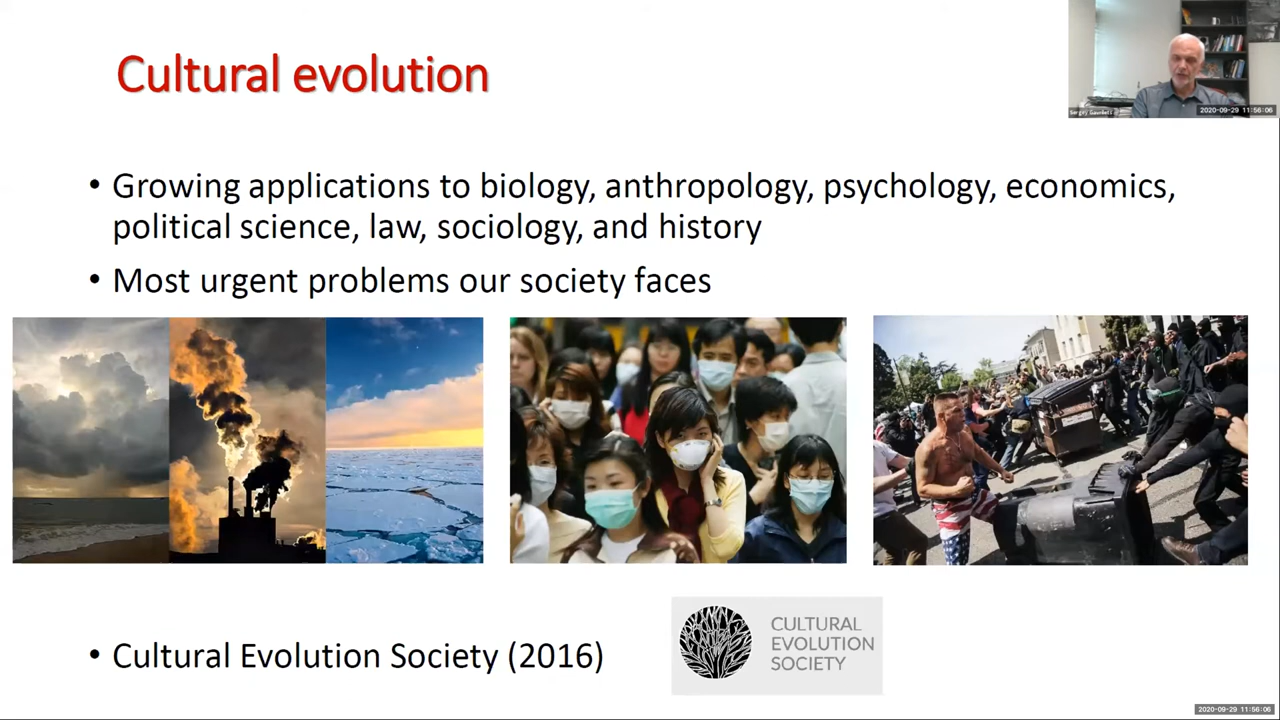 Cultural evolution
2020-09-29 11:56:06
• Growing applications to biology, anthropology, psychology, economics,
political science, law, sociology, and history
• Most urgent problems our society faces
• Cultural Evolution Society (2016)
CULTURAL
EVOLUTION
SOCIETY
2020-09-29 11:56:06